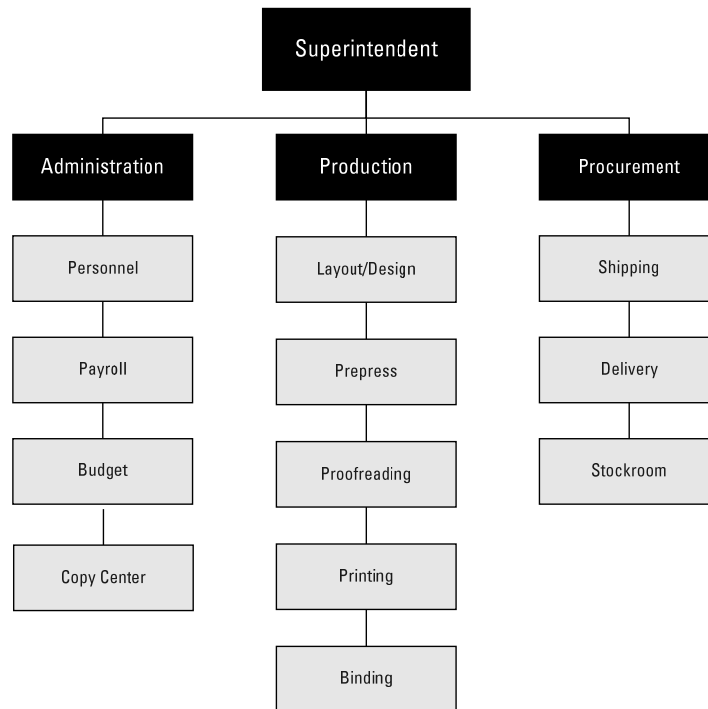 Superintendent
Administration
Production
Procurement
Personnel
Layout/Design
Shipping
Payroll
Prepress
Delivery
Budget
Proofreading
Stockroom
Copy Center
Printing
Binding